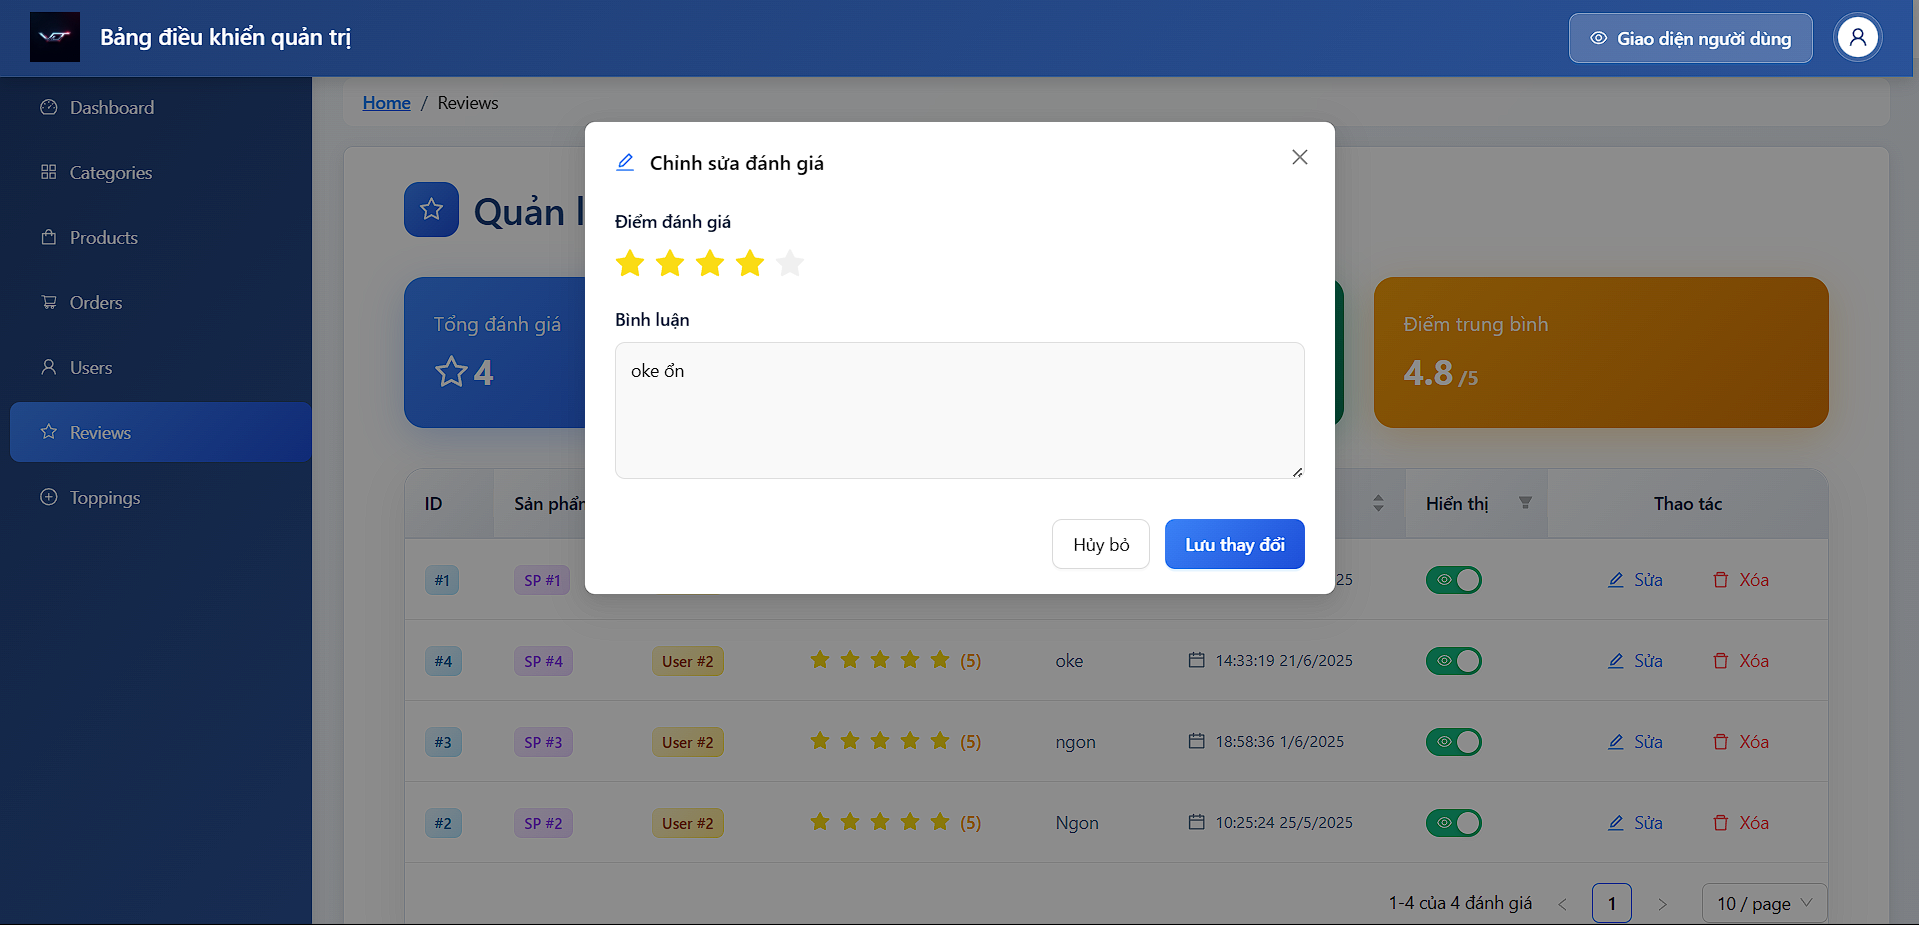 Bảng điều khiển quản trị
Giao diện người dùng
Dashboard
Categories
Products
Orders
Users
Reviews
Toppings
Home / Reviews
Quản
Tổng đánh giá
4
Điểm trung bình
4.8 /5
Chỉnh sửa đánh giá
Điểm đánh giá
Bình luận
oke ổn
Hủy bỏ
Lưu thay đổi
ID Sản phẩm Hiển thị Thao tác
#1 SP #1 25 Sửa Xóa
#4 SP #4 User #2 (5) oke 14:33:19 21/6/2025 Sửa Xóa
#3 SP #3 User #2 (5) ngon 18:58:36 1/6/2025 Sửa Xóa
#2 SP #2 User #2 (5) Ngon 10:25:24 25/5/2025 Sửa Xóa
1-4 của 4 đánh giá < 1 > 10 / page